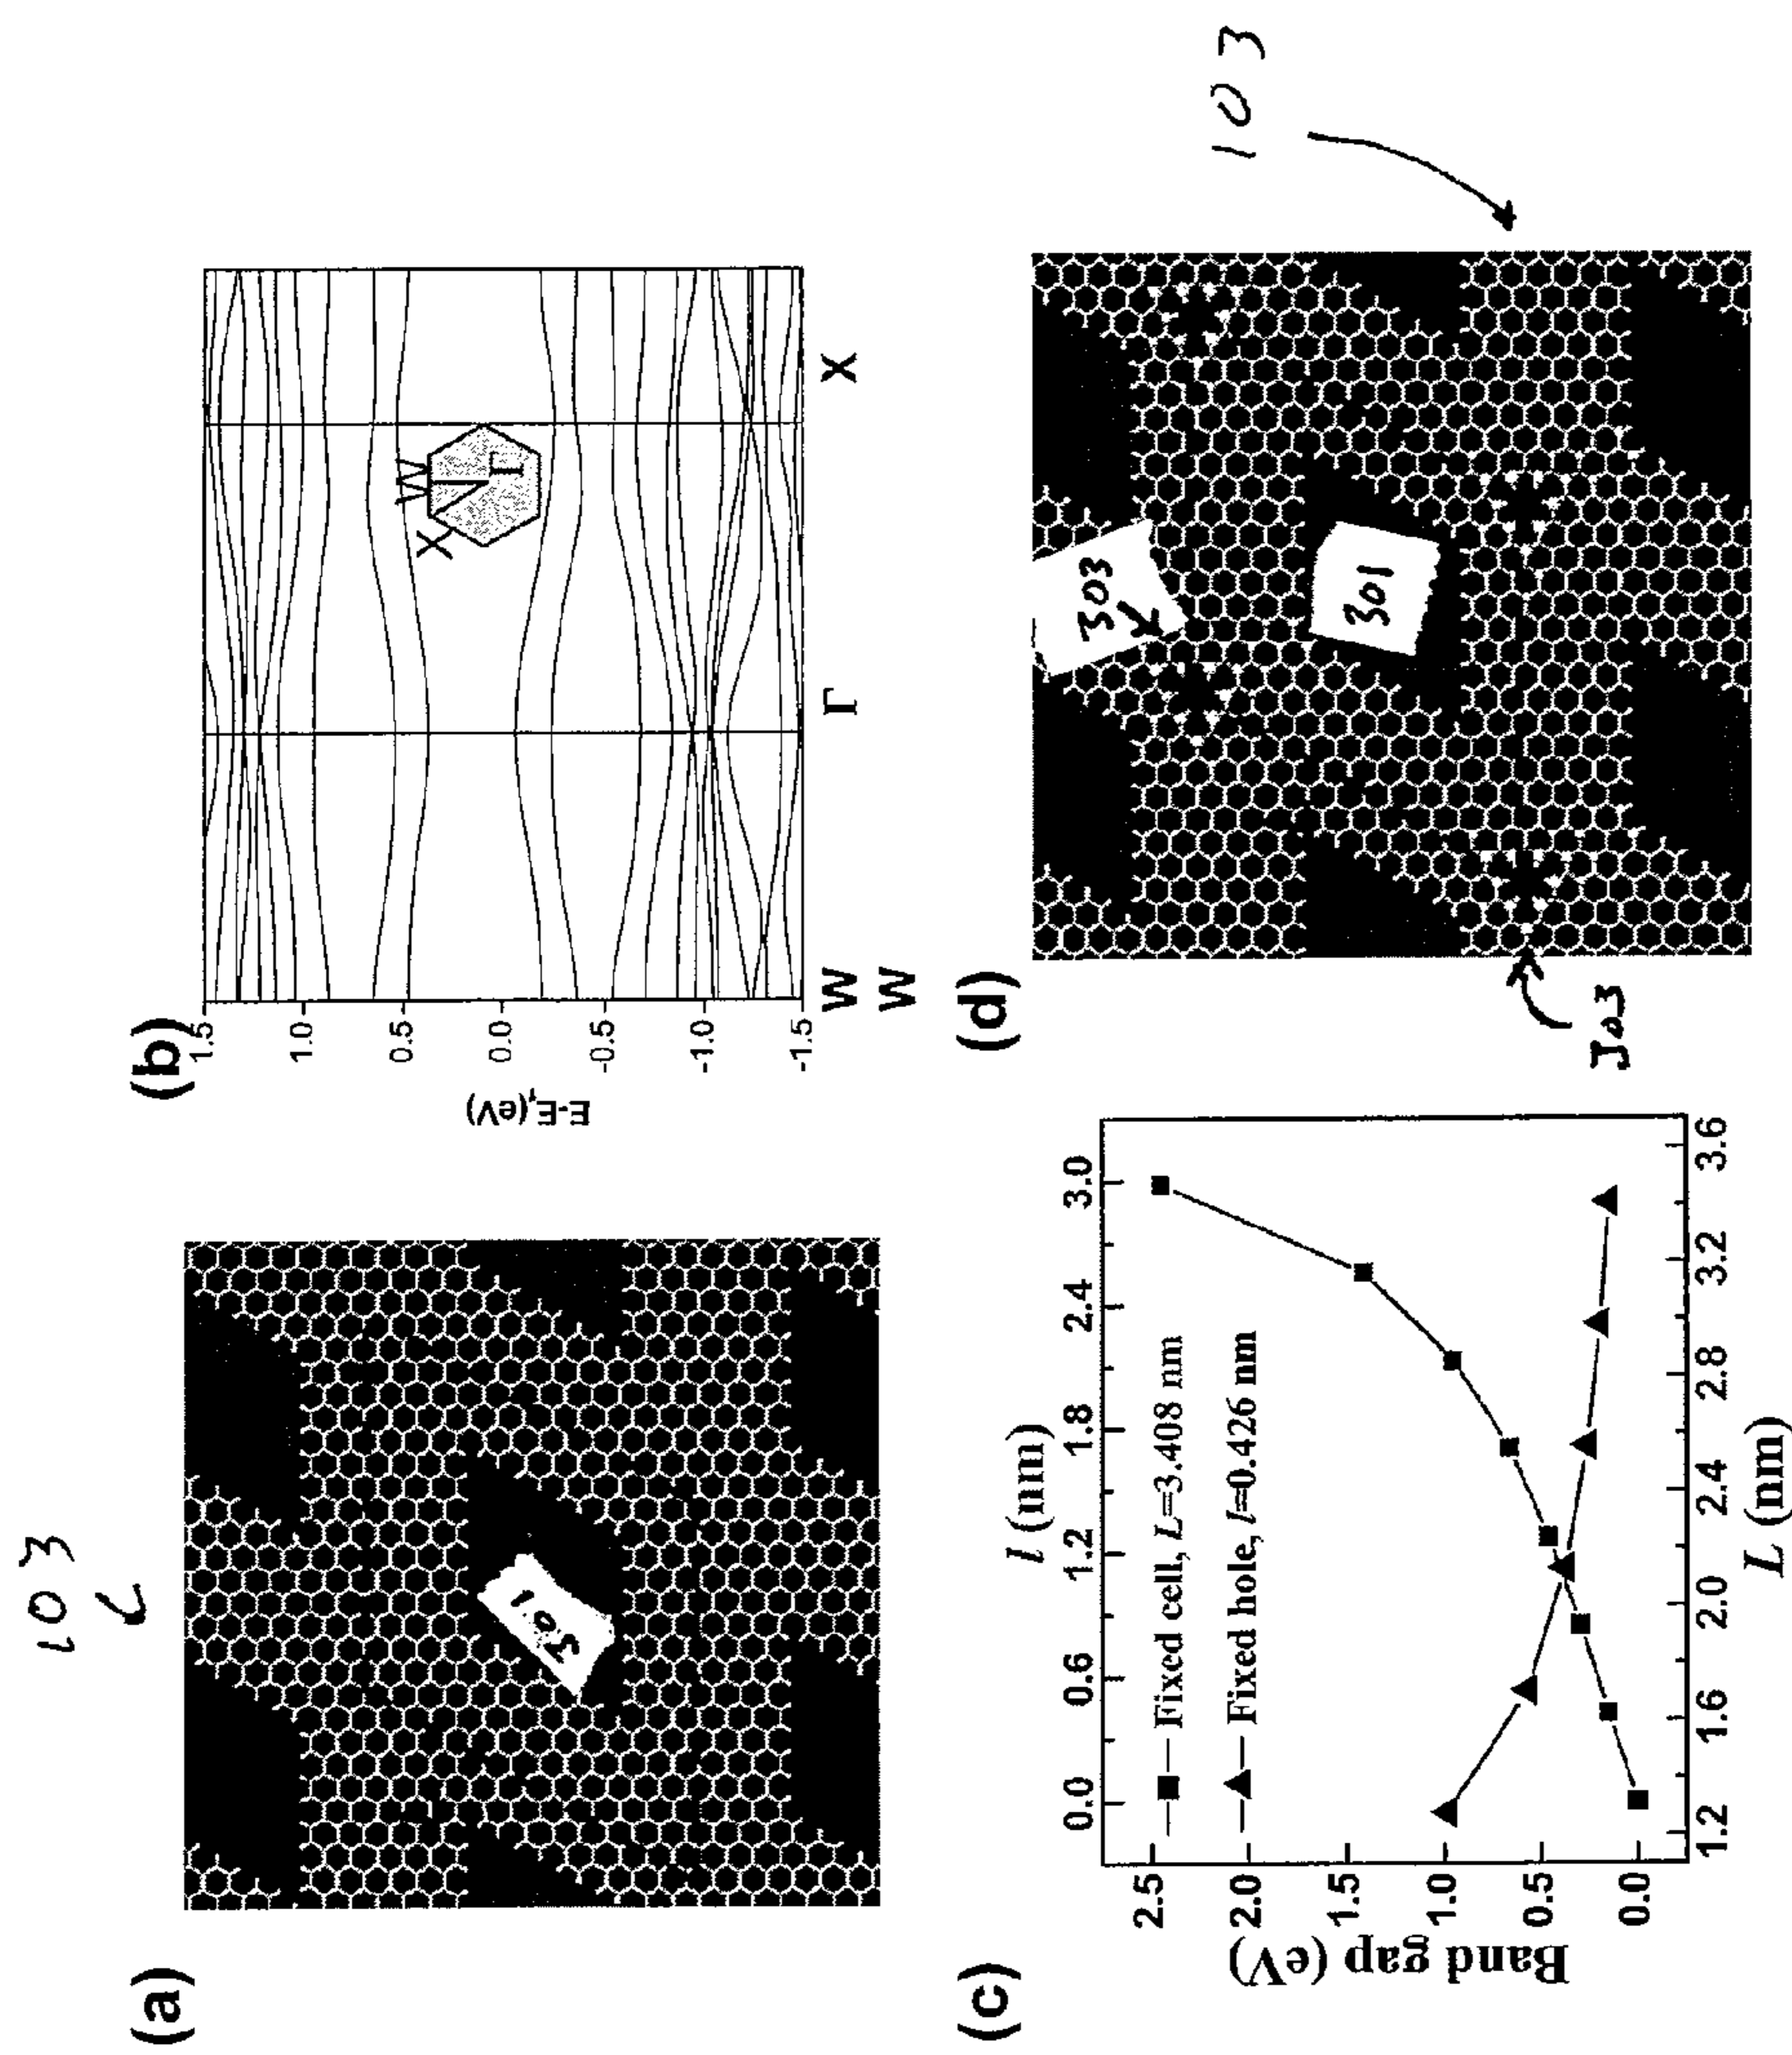 103
(a)
301
(b)
E-E_f(eV)
1.5
1.0
0.5
0.0
-0.5
-1.0
-1.5
X
W
Γ
W
W
Γ
X
(c)
l (nm)
0.0 0.6 1.2 1.8 2.4 3.0
Band gap (eV)
2.5
2.0
1.5
1.0
0.5
0.0
Fixed cell, L=3.408 nm
Fixed hole, l=0.426 nm
1.2 1.6 2.0 2.4 2.8 3.2 3.6
L (nm)
(d)
303
301
303
103